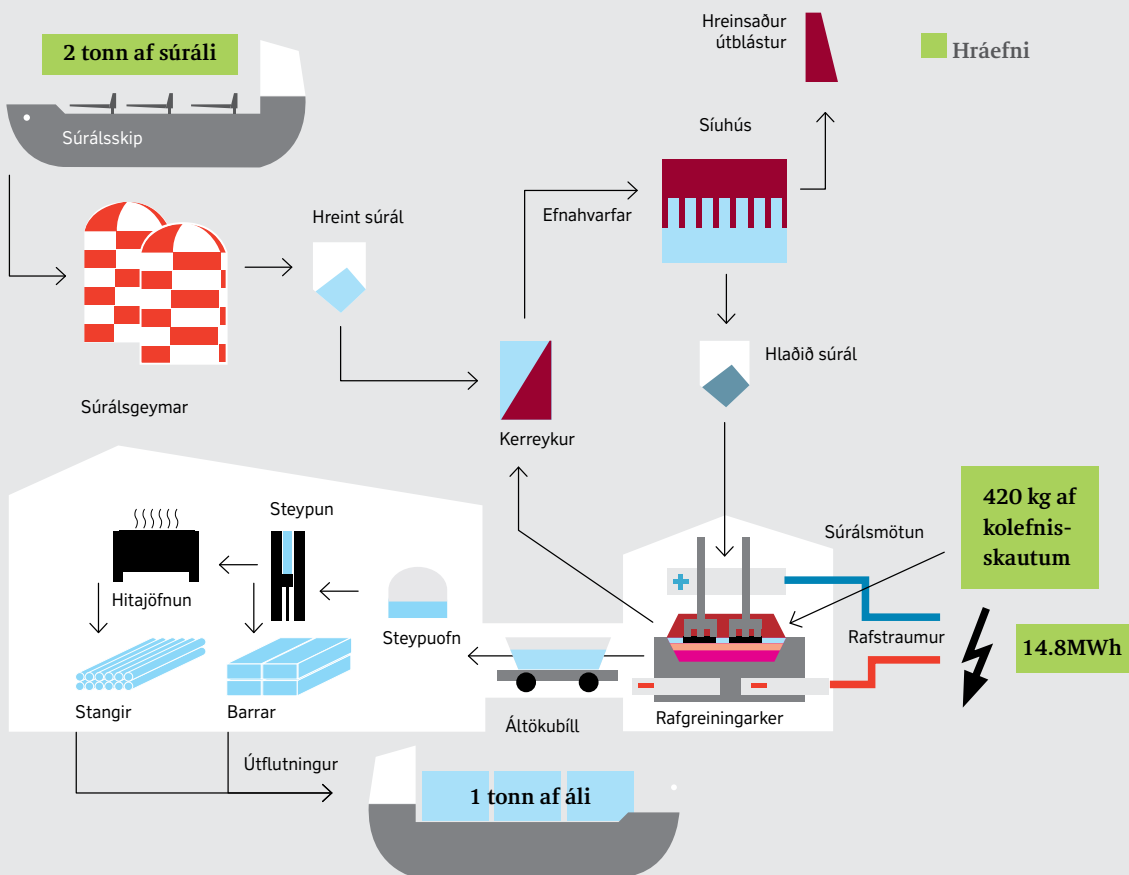 2 tonn af súráli
Súrálsskip
Hreinsaður
útblástur
Hráefni
Síuhús
Efnahvarfar
Hreint súrál
Súrálsgeymar
Hlaðið súrál
Kerreykur
Steypun
Hitajöfnun
Steypuofn
Stangir
Barrar
Áltökubíll
Súrálsmötun
420 kg af
kolefnis-
skautum
+
Rafstraumur
14.8MWh
-
-
Rafgreiningarker
Útflutningur
1 tonn af áli